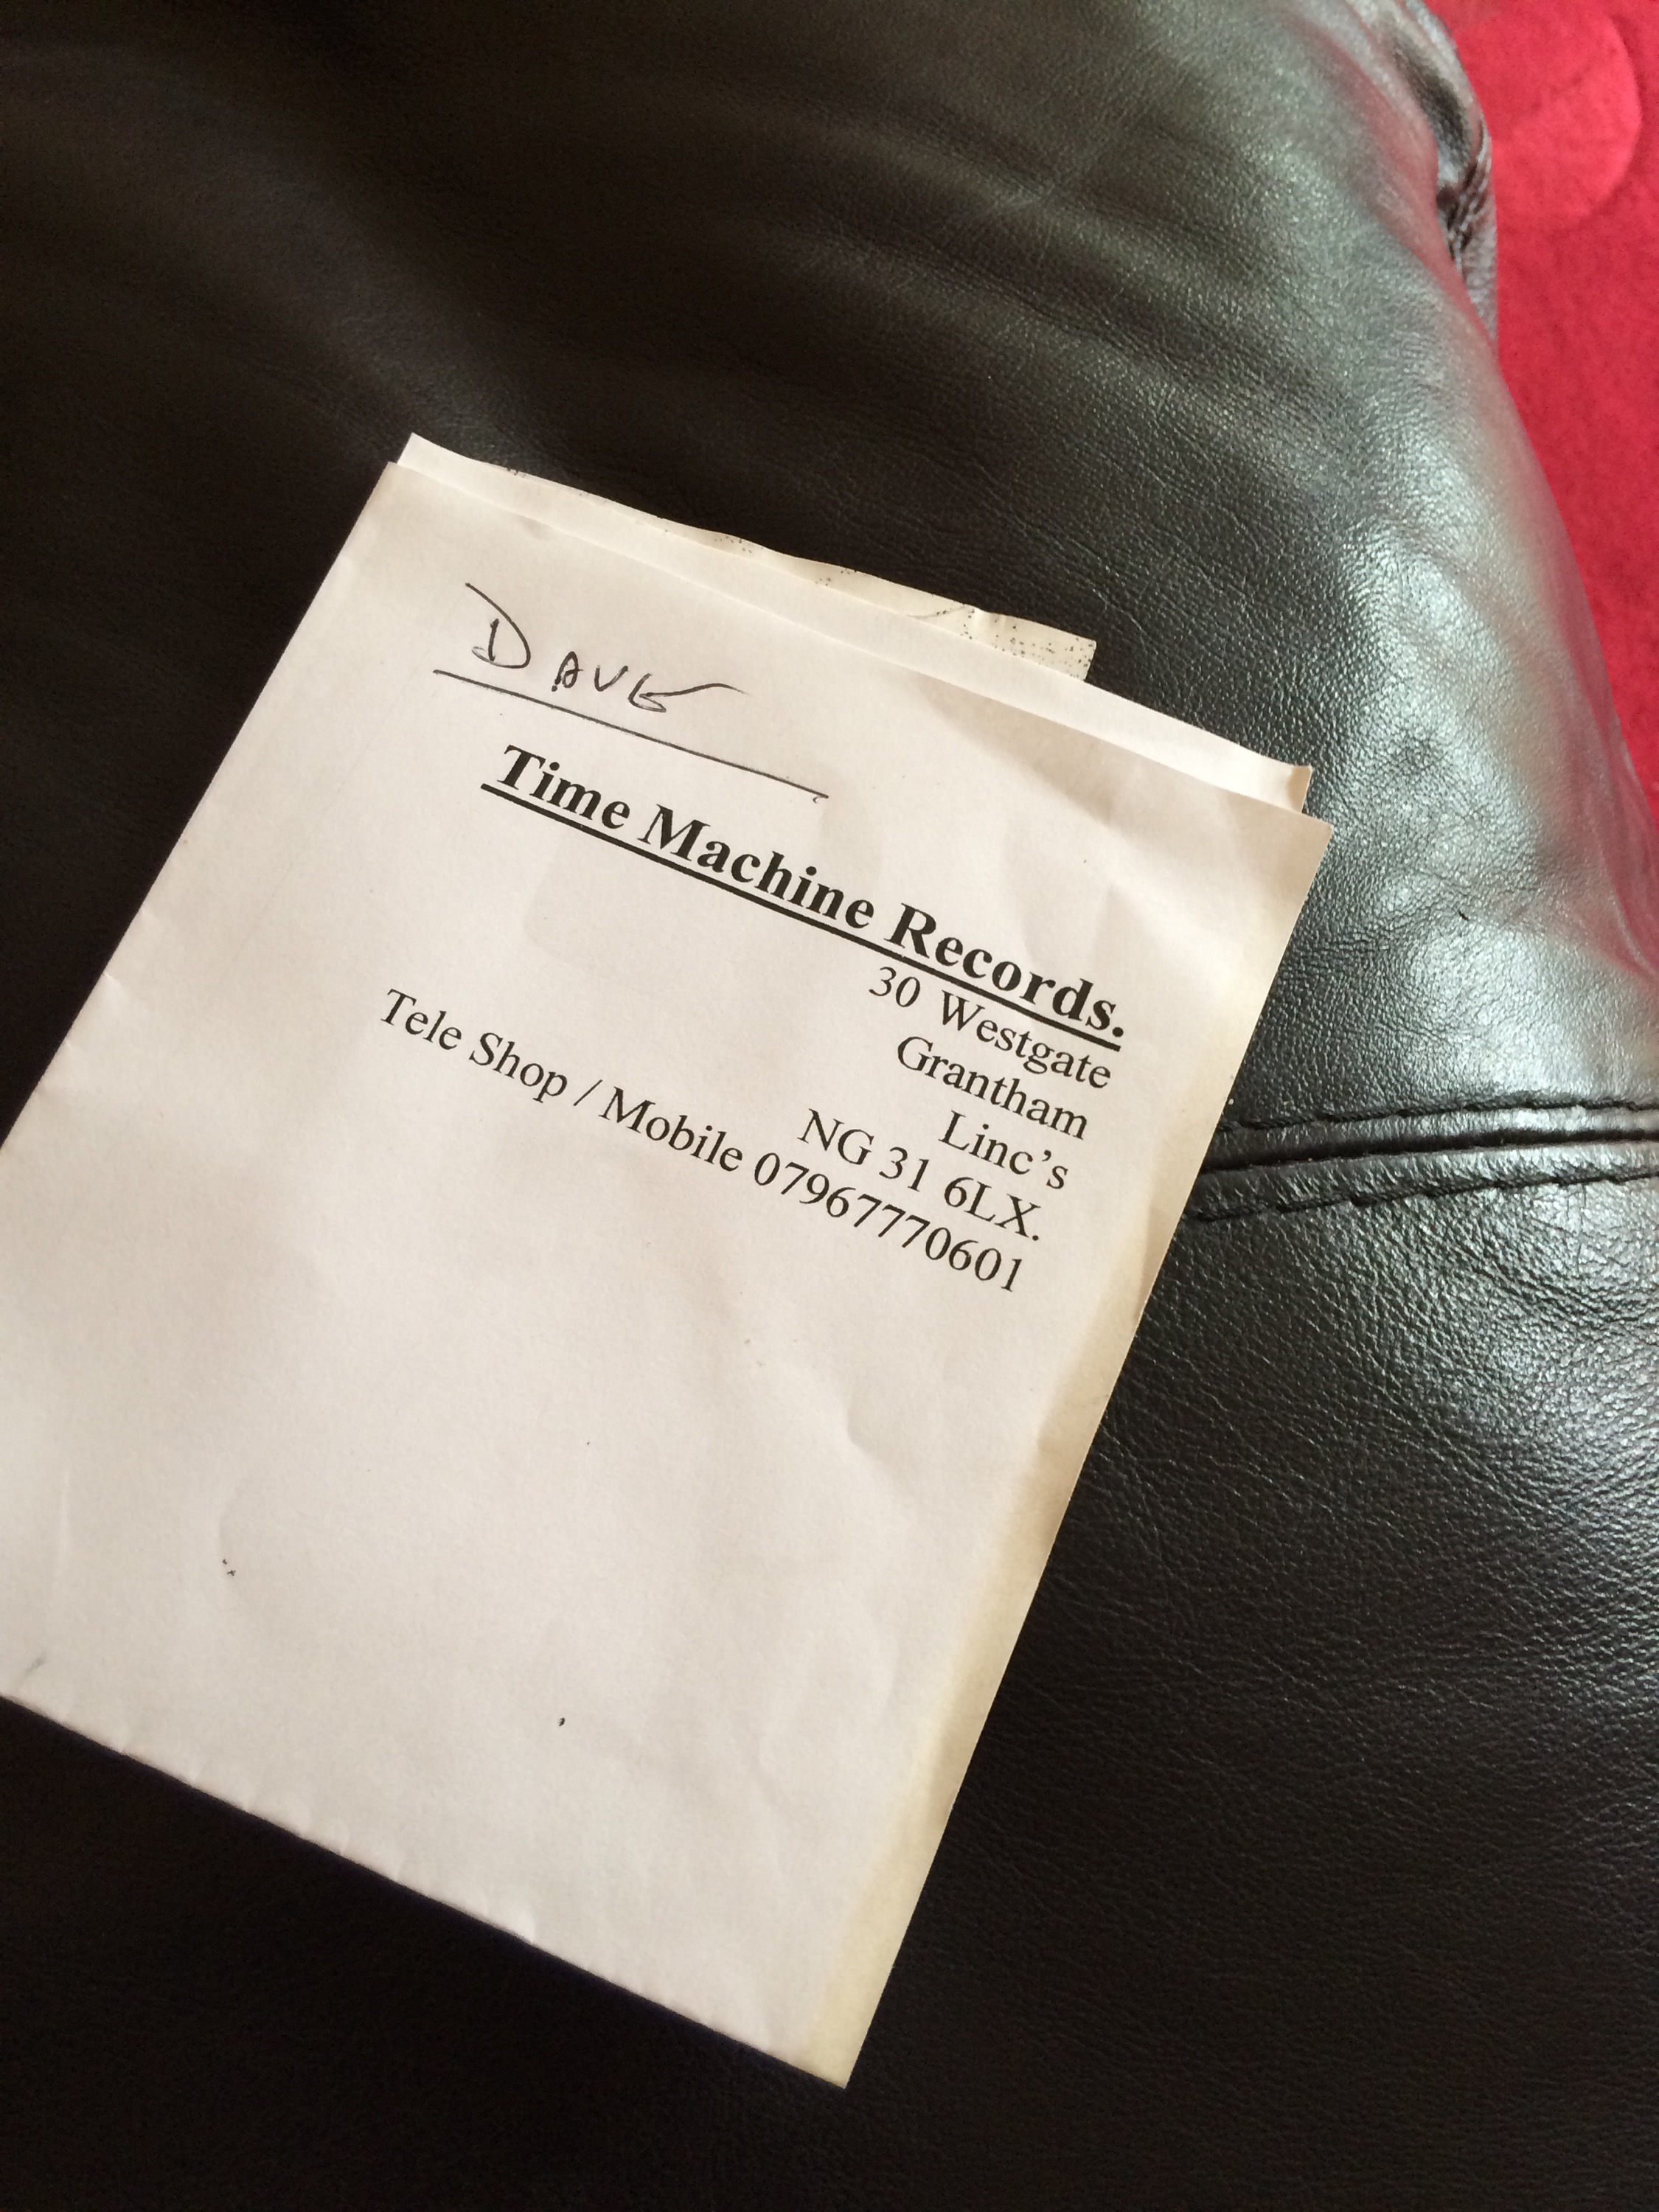 DAVE
Time Machine Records.
30 Westgate
Grantham
Linc's
NG 31 6LX.
Tele Shop / Mobile 07967770601